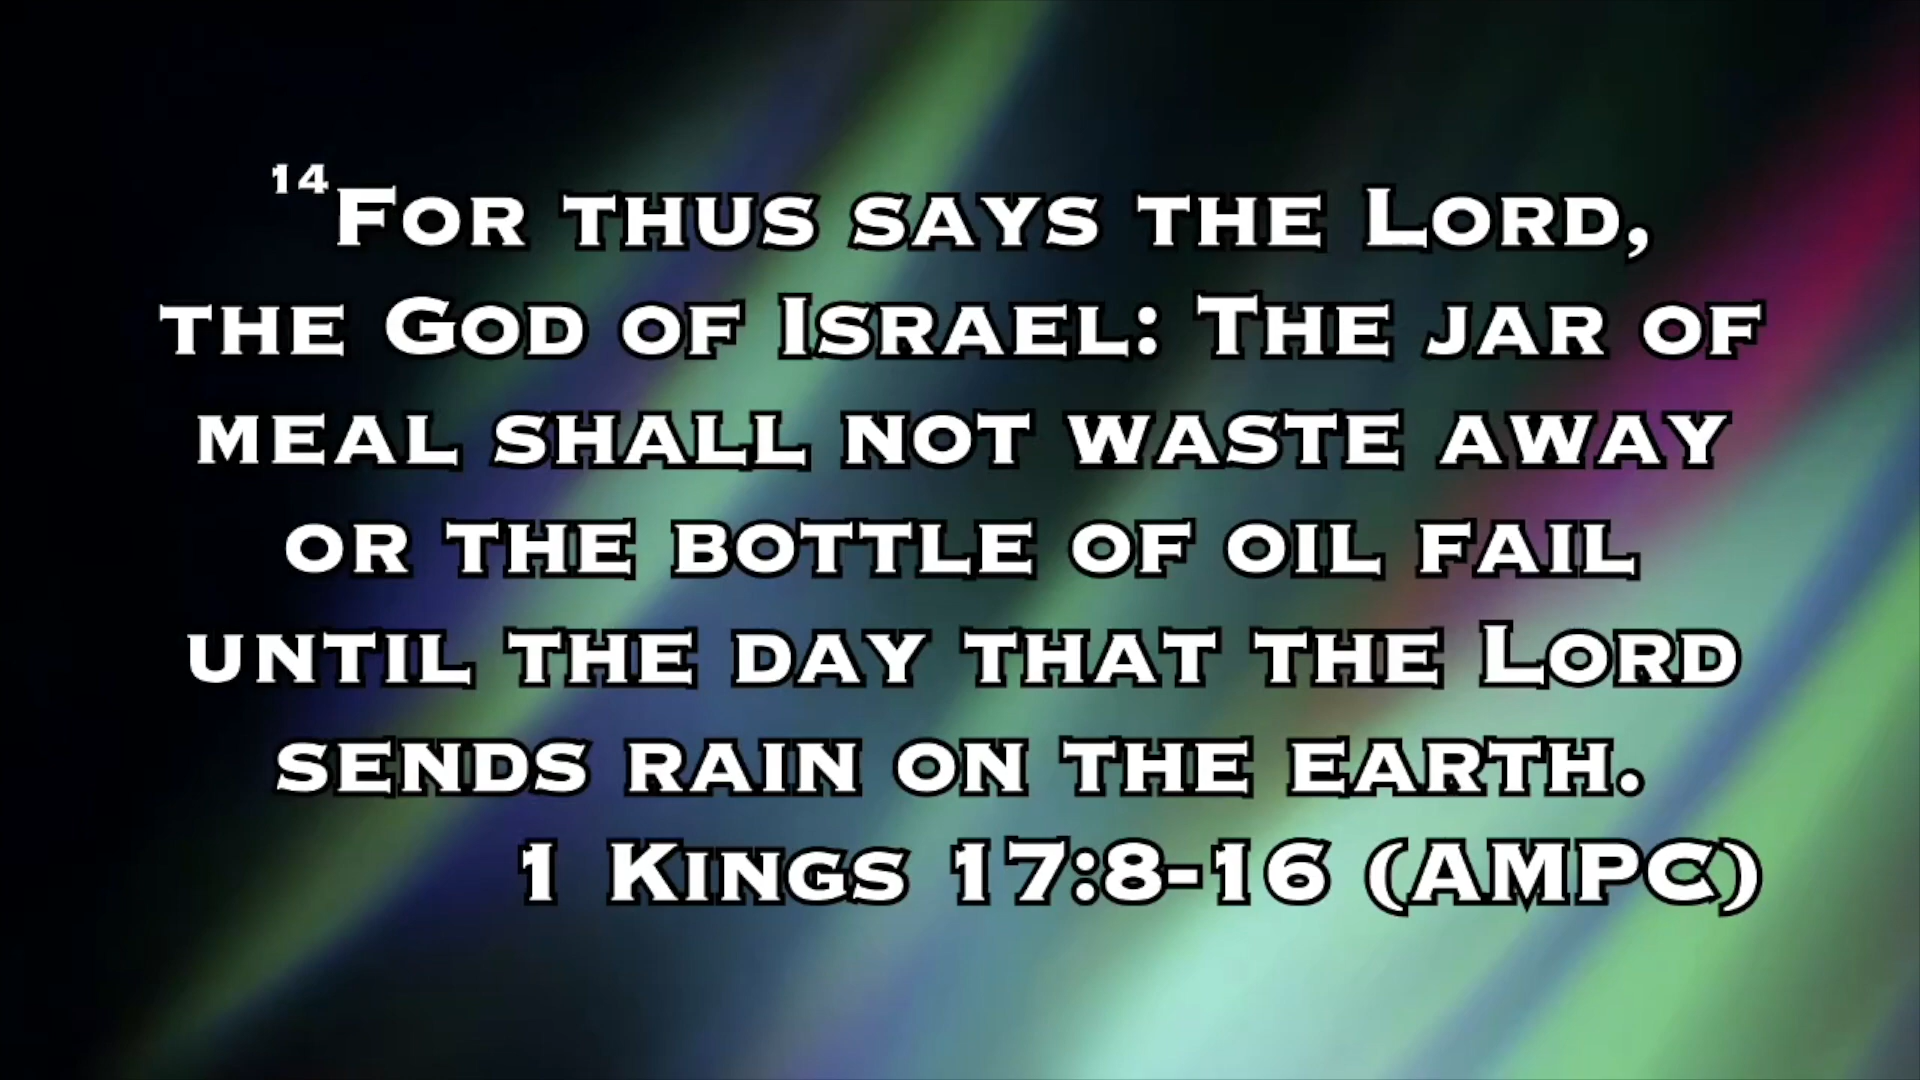 14For thus says the Lord,
the God of Israel: The jar of
meal shall not waste away
or the bottle of oil fail
until the day that the Lord
sends rain on the earth.
1 Kings 17:8-16 (AMPC)